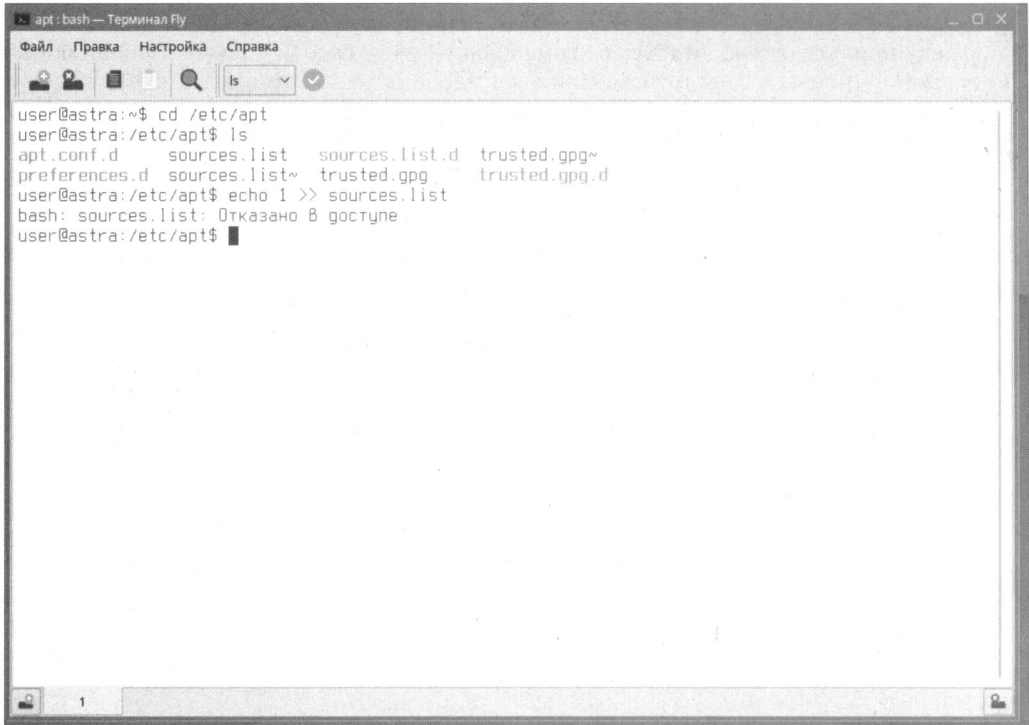 apt : bash — Терминал Fly
Файл Правка Настройка Справка
ls
user@astra:~$ cd /etc/apt
user@astra:/etc/apt$ ls
apt.conf.d sources.list sources.list.d trusted.gpg~
preferences.d sources.list~ trusted.gpg trusted.gpg.d
user@astra:/etc/apt$ echo 1 >> sources.list
bash: sources.list: Отказано в доступе
user@astra:/etc/apt$
1